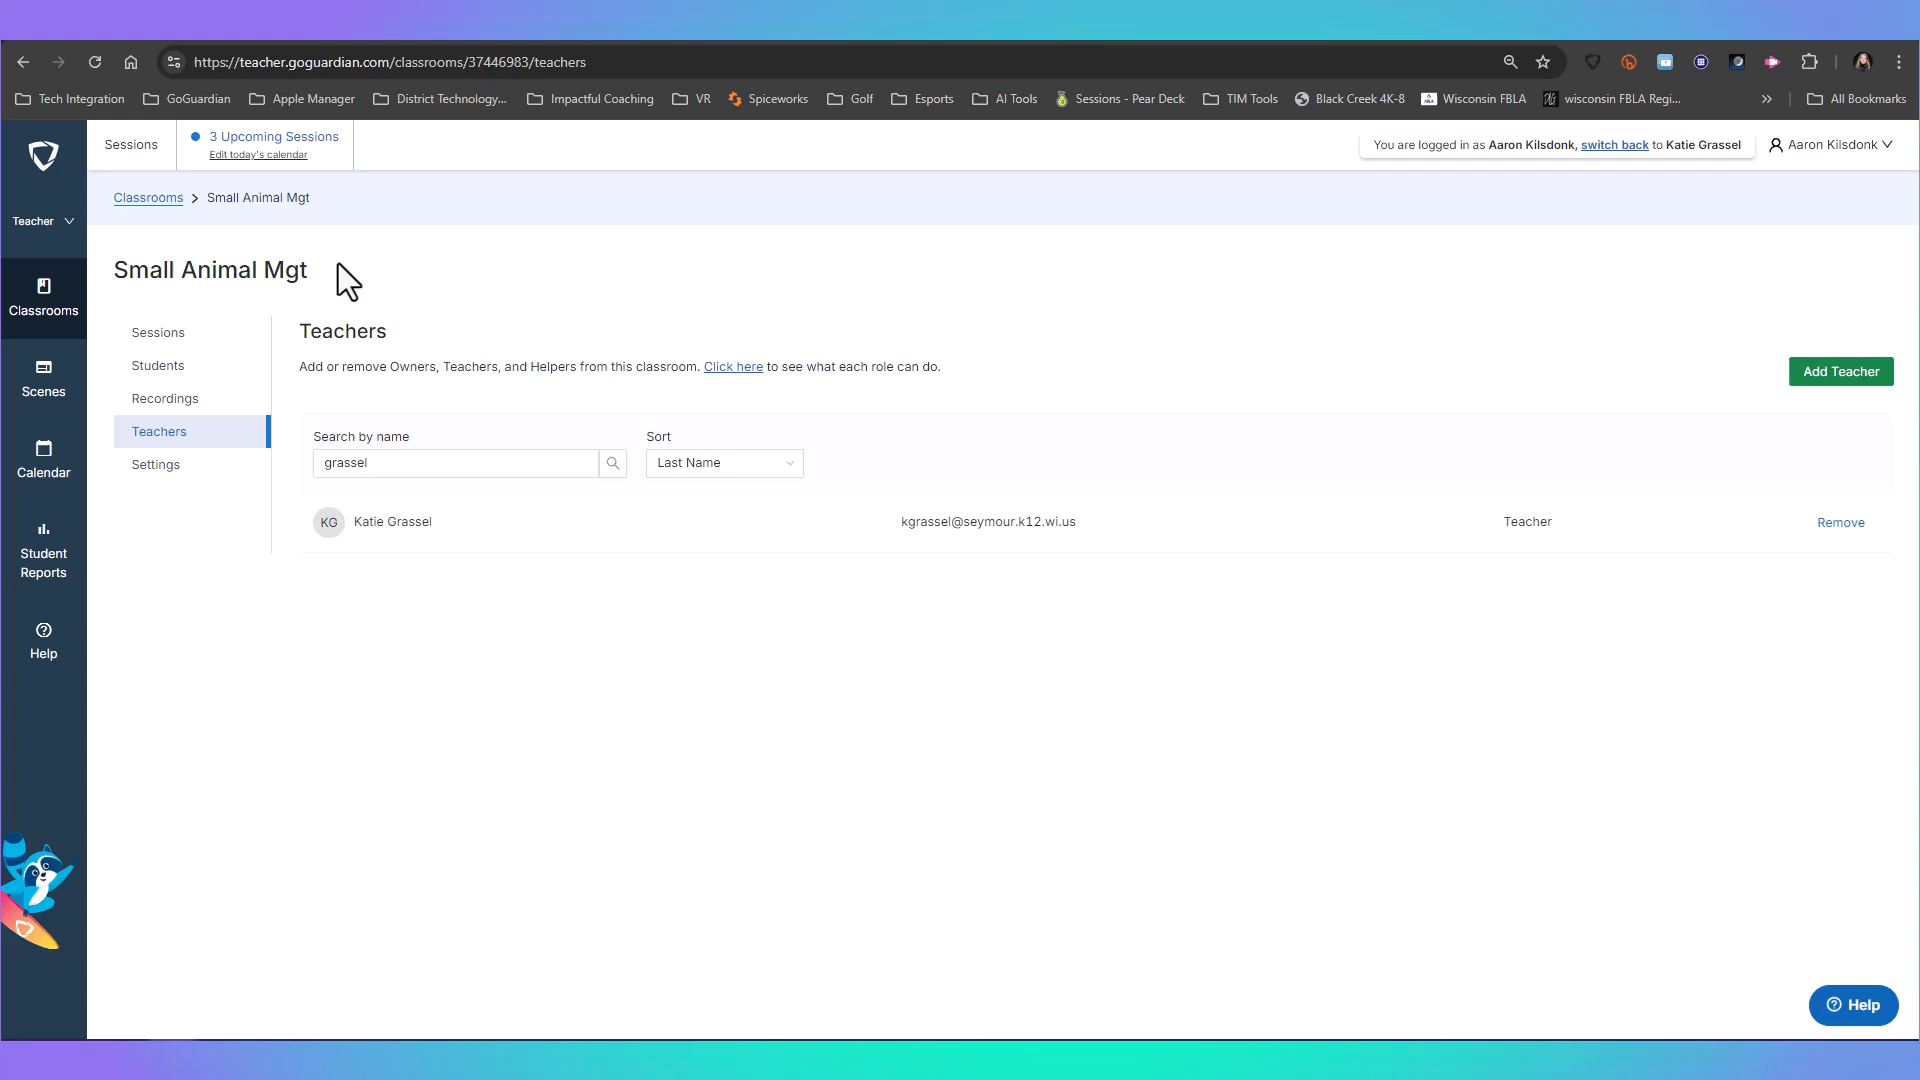 https://teacher.goguardian.com/classrooms/37446983/teachers
Tech Integration GoGuardian Apple Manager District Technology... Impactful Coaching VR Spiceworks Golf Esports AI Tools Sessions - Pear Deck TIM Tools Black Creek 4K-8 Wisconsin FBLA wisconsin FBLA Regi... » All Bookmarks
Sessions
3 Upcoming Sessions
Edit today's calendar
You are logged in as Aaron Kilsdonk, switch back to Katie Grassel
Aaron Kilsdonk
Teacher
Classrooms
Scenes
Calendar
Student
Reports
Help
Classrooms > Small Animal Mgt
Small Animal Mgt
Sessions
Students
Recordings
Teachers
Settings
Teachers
Add or remove Owners, Teachers, and Helpers from this classroom. Click here to see what each role can do.
Add Teacher
Search by name
grassel
Sort
Last Name
KG Katie Grassel kgrassel@seymour.k12.wi.us Teacher Remove
Help